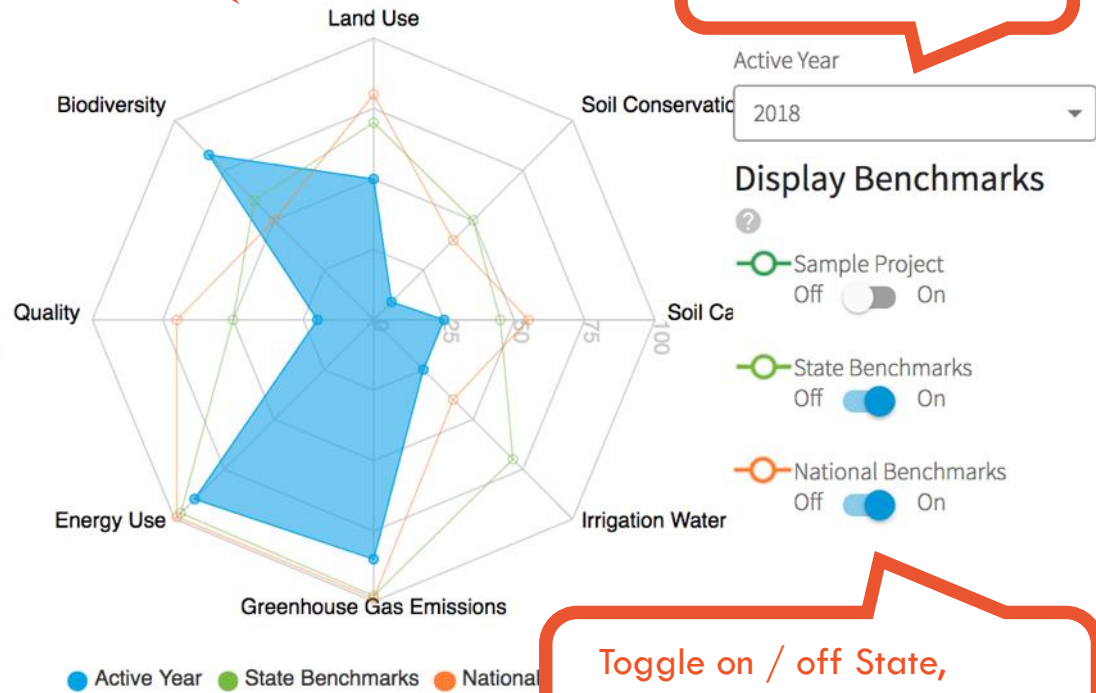 Land Use
Biodiversity
Soil Conservatio
Quality
Soil Ca
0 25 50 75 100
Energy Use
Irrigation Water
Greenhouse Gas Emissions
Active Year State Benchmarks National
Active Year
2018
Display Benchmarks
?
Sample Project
Off On
State Benchmarks
Off On
National Benchmarks
Off On
Toggle on / off State,